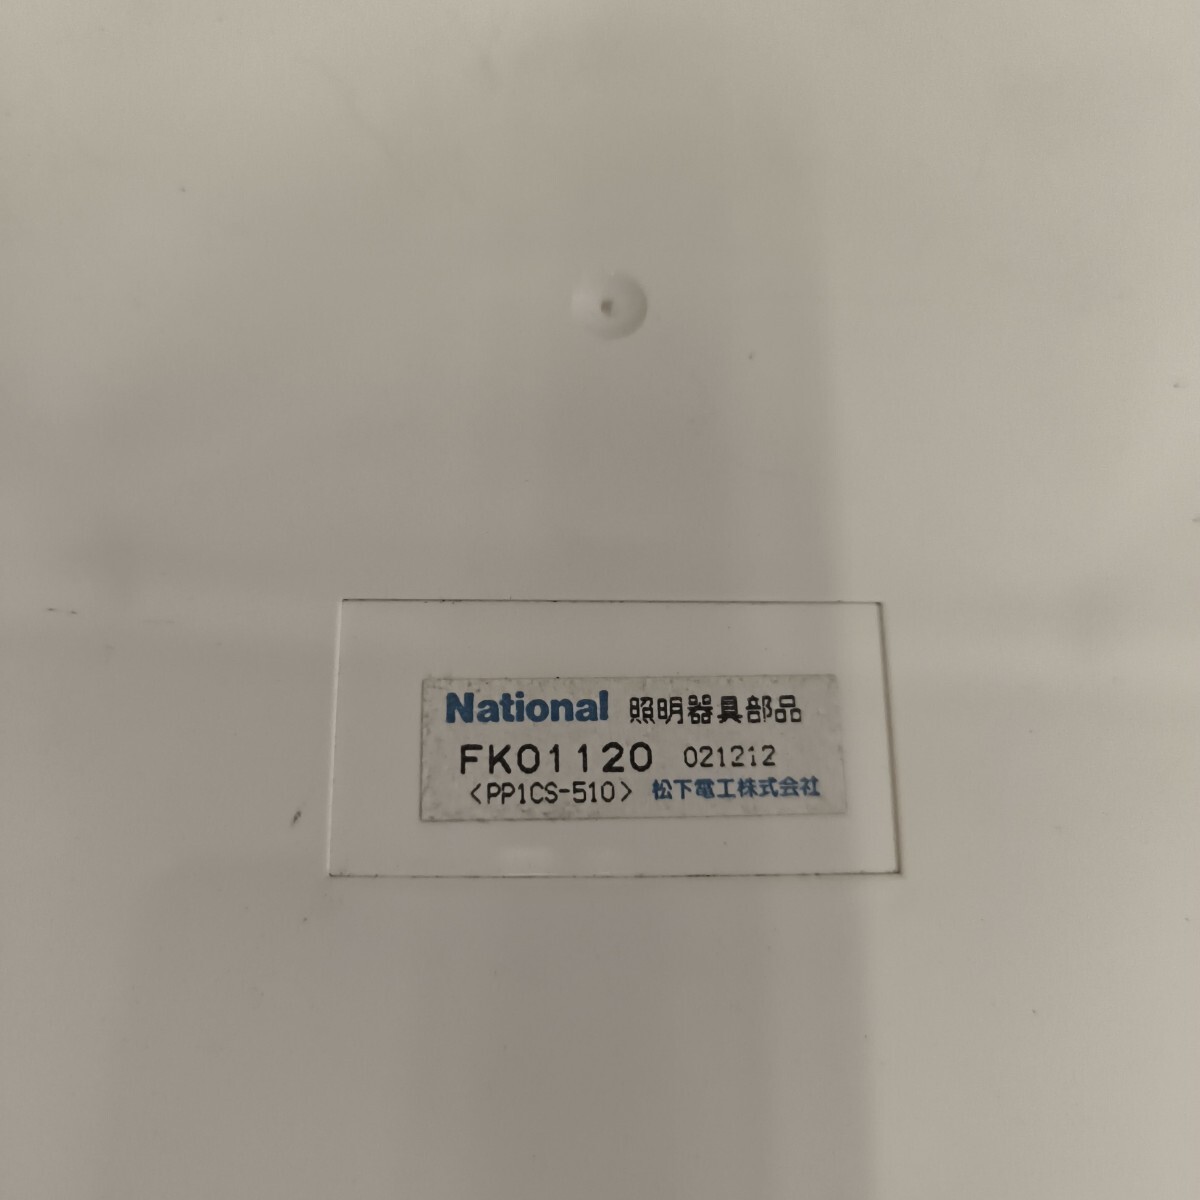 National 照明器具部品
FK01120 021212
<PP1CS-510> 松下電工株式会社